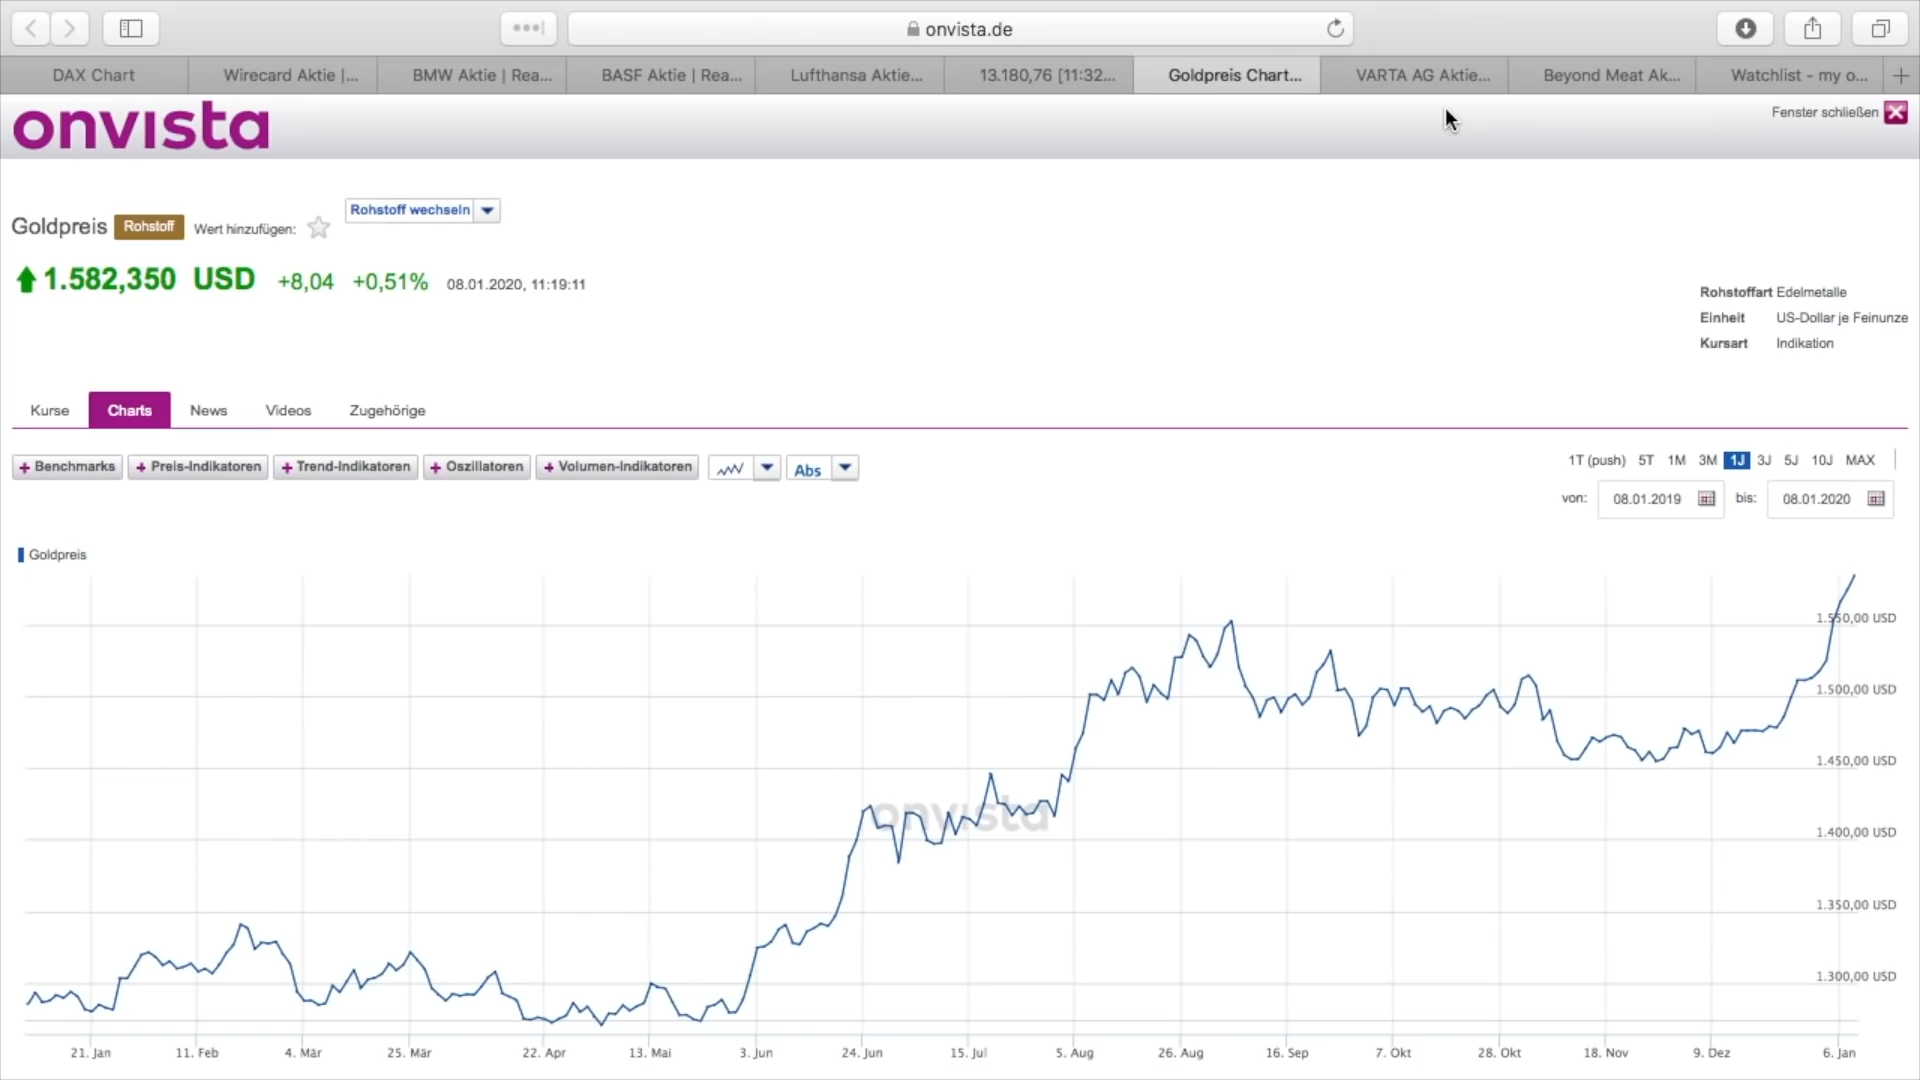 onvista.de
DAX Chart
Wirecard Aktie |...
BMW Aktie | Rea...
BASF Aktie | Rea...
Lufthansa Aktie...
13.180,76 [11:32...
Goldpreis Chart...
VARTA AG Aktie...
Beyond Meat Ak...
Watchlist - my o...
onvista
Fenster schließen
Goldpreis Rohstoff Wert hinzufügen: Rohstoff wechseln
1.582,350 USD +8,04 +0,51% 08.01.2020, 11:19:11
Rohstoffart Edelmetalle
Einheit US-Dollar je Feinunze
Kursart Indikation
Kurse Charts News Videos Zugehörige
+ Benchmarks + Preis-Indikatoren + Trend-Indikatoren + Oszillatoren + Volumen-Indikatoren Abs
1T (push) 5T 1M 3M 1J 3J 5J 10J MAX
von: 08.01.2019 bis: 08.01.2020
Goldpreis
1.550,00 USD
1.500,00 USD
1.450,00 USD
onvista
1.400,00 USD
1.350,00 USD
1.300,00 USD
21. Jan 11. Feb 4. Mär 25. Mär 22. Apr 13. Mai 3. Jun 24. Jun 15. Jul 5. Aug 26. Aug 16. Sep 7. Okt 28. Okt 18. Nov 9. Dez 6. Jan